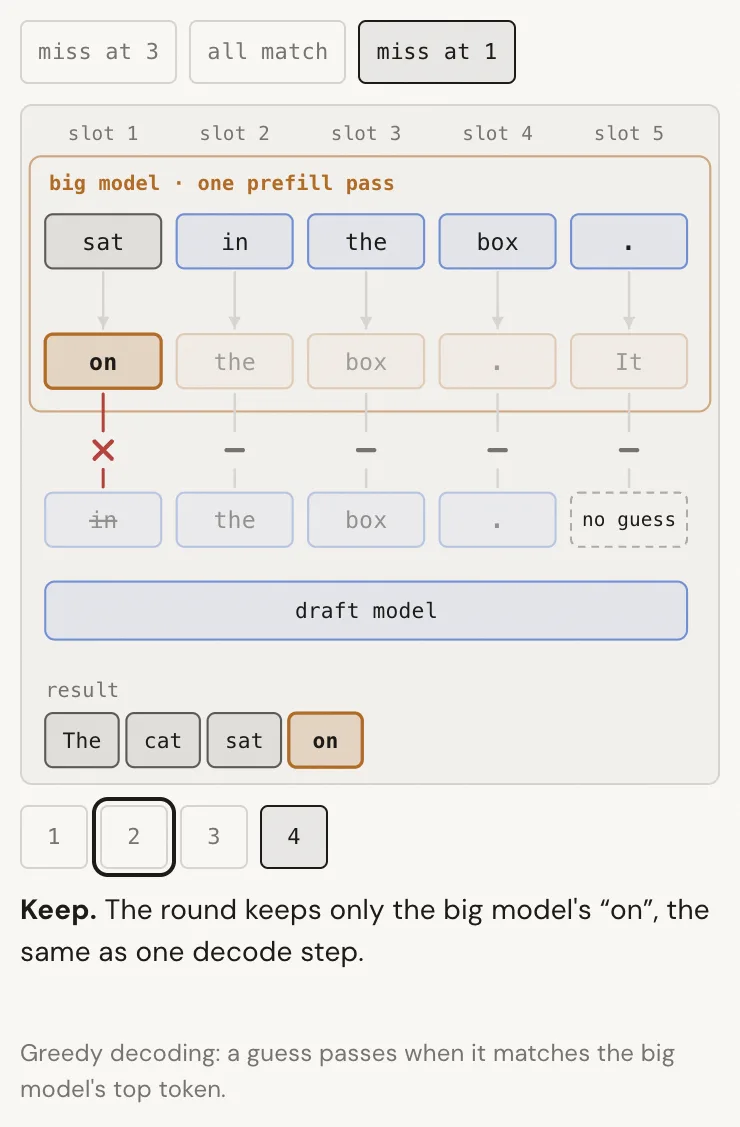 miss at 3 all match miss at 1
slot 1 slot 2 slot 3 slot 4 slot 5
big model · one prefill pass
sat in the box .
on the box . It
in the box . no guess
draft model
result
The cat sat on
1 2 3 4
Keep. The round keeps only the big model's “on”, the
same as one decode step.
Greedy decoding: a guess passes when it matches the big
model's top token.